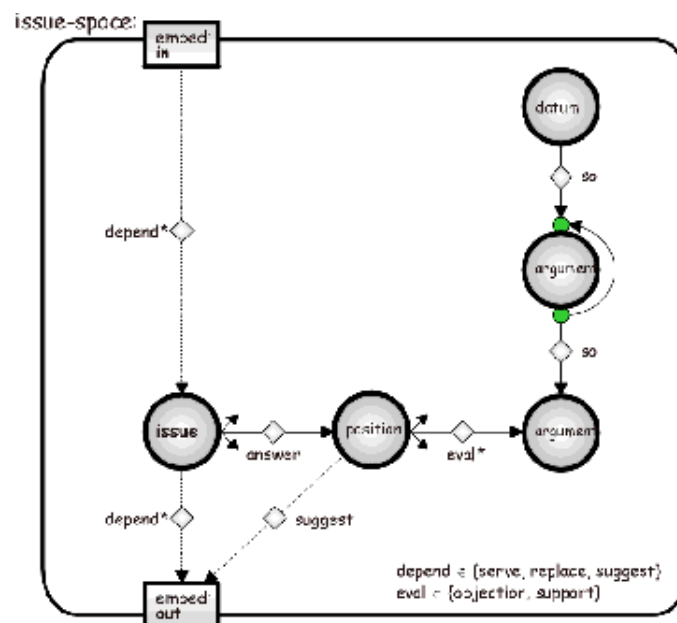 issue-space:
embed:
in
datum
so
depend*
argument
so
issue
position
argument
answer
eval*
depend*
suggest
depend ∈ {serve, replace, suggest}
eval ∈ {objection, support}
embed:
out